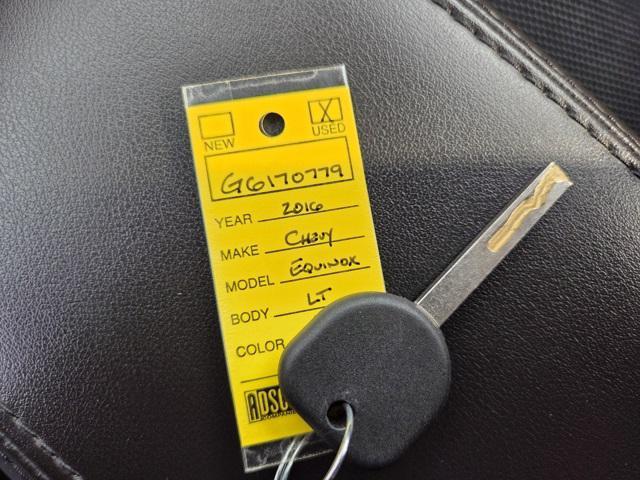 X
NEW USED
G6170779
YEAR 2016
MAKE CHEVY
MODEL EQUINOX
BODY LT
COLOR